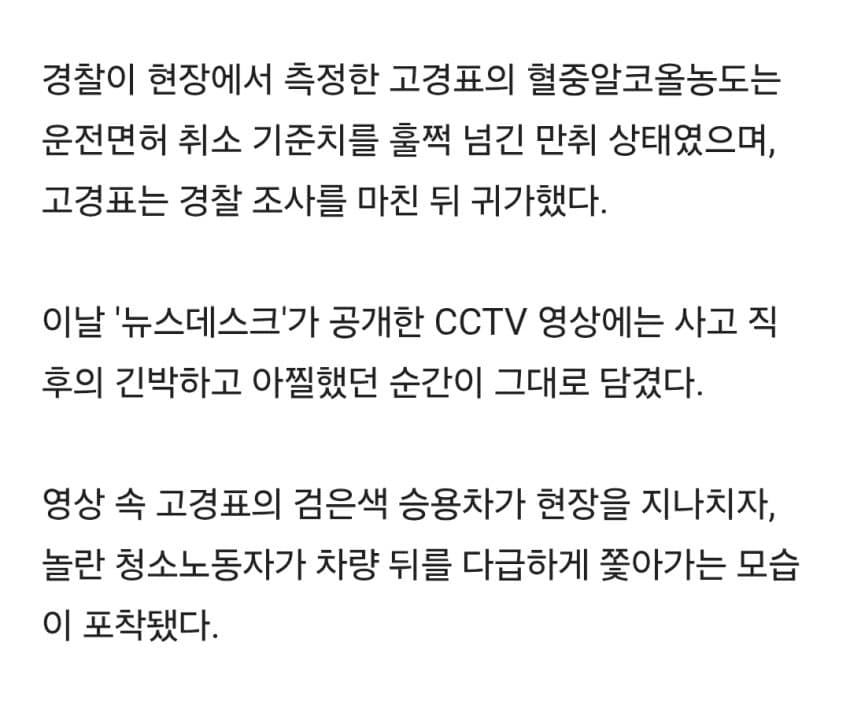 경찰이 현장에서 측정한 고경표의 혈중알코올농도는
운전면허 취소 기준치를 훌쩍 넘긴 만취 상태였으며,
고경표는 경찰 조사를 마친 뒤 귀가했다.
이날 '뉴스데스크'가 공개한 CCTV 영상에는 사고 직
후의 긴박하고 아찔했던 순간이 그대로 담겼다.
영상 속 고경표의 검은색 승용차가 현장을 지나치자,
놀란 청소노동자가 차량 뒤를 다급하게 쫓아가는 모습
이 포착됐다.